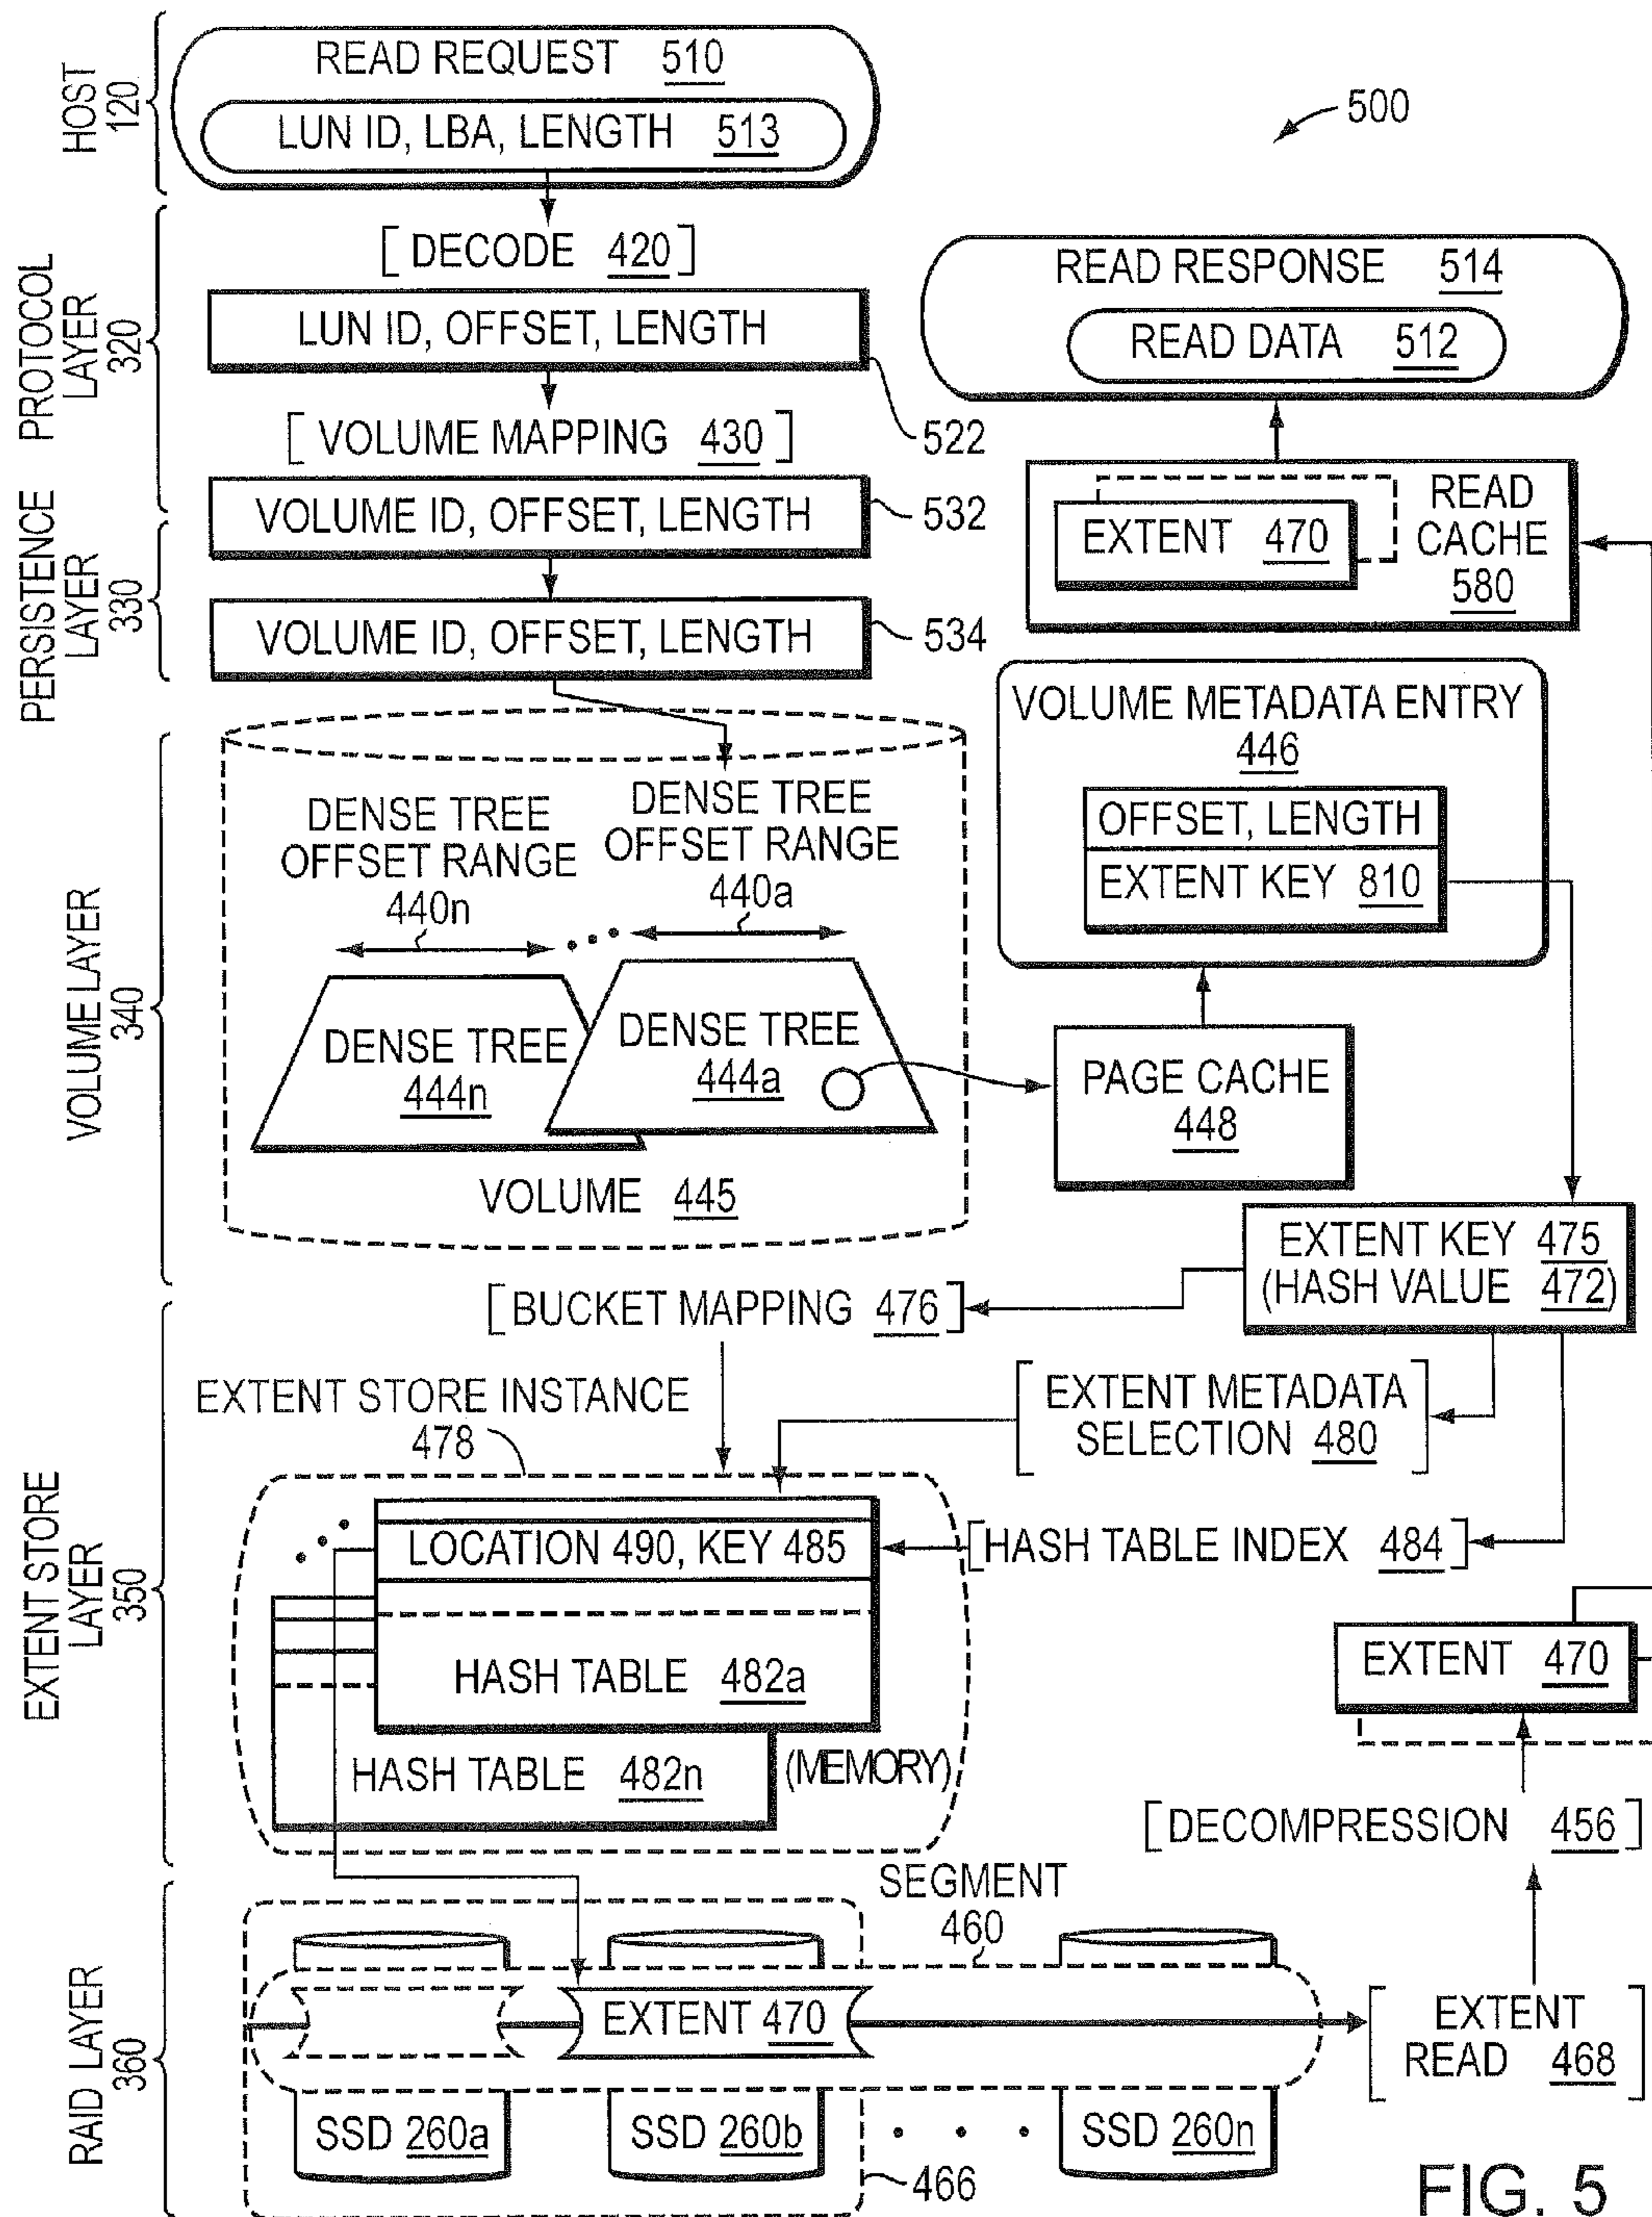 HOST
120
READ REQUEST 510
LUN ID, LBA, LENGTH 513
500
PROTOCOL
LAYER
320
[ DECODE 420 ]
LUN ID, OFFSET, LENGTH
522
[ VOLUME MAPPING 430 ]
VOLUME ID, OFFSET, LENGTH
532
READ RESPONSE 514
READ DATA 512
EXTENT 470
READ
CACHE
580
PERSISTENCE
LAYER
330
VOLUME ID, OFFSET, LENGTH
534
VOLUME LAYER
340
DENSE TREE
OFFSET RANGE
440n
DENSE TREE
OFFSET RANGE
440a
DENSE TREE
444n
DENSE TREE
444a
VOLUME 445
VOLUME METADATA ENTRY
446
OFFSET, LENGTH
EXTENT KEY 810
PAGE CACHE
448
EXTENT KEY 475
(HASH VALUE 472)
EXTENT STORE
LAYER
350
[BUCKET MAPPING 476]
EXTENT METADATA
SELECTION 480
EXTENT STORE INSTANCE
478
LOCATION 490, KEY 485
[HASH TABLE INDEX 484]
HASH TABLE 482a
HASH TABLE 482n
(MEMORY)
EXTENT 470
[DECOMPRESSION 456]
RAID LAYER
360
SEGMENT
460
EXTENT 470
EXTENT
READ 468
SSD 260a
SSD 260b
. . .
SSD 260n
466
FIG. 5